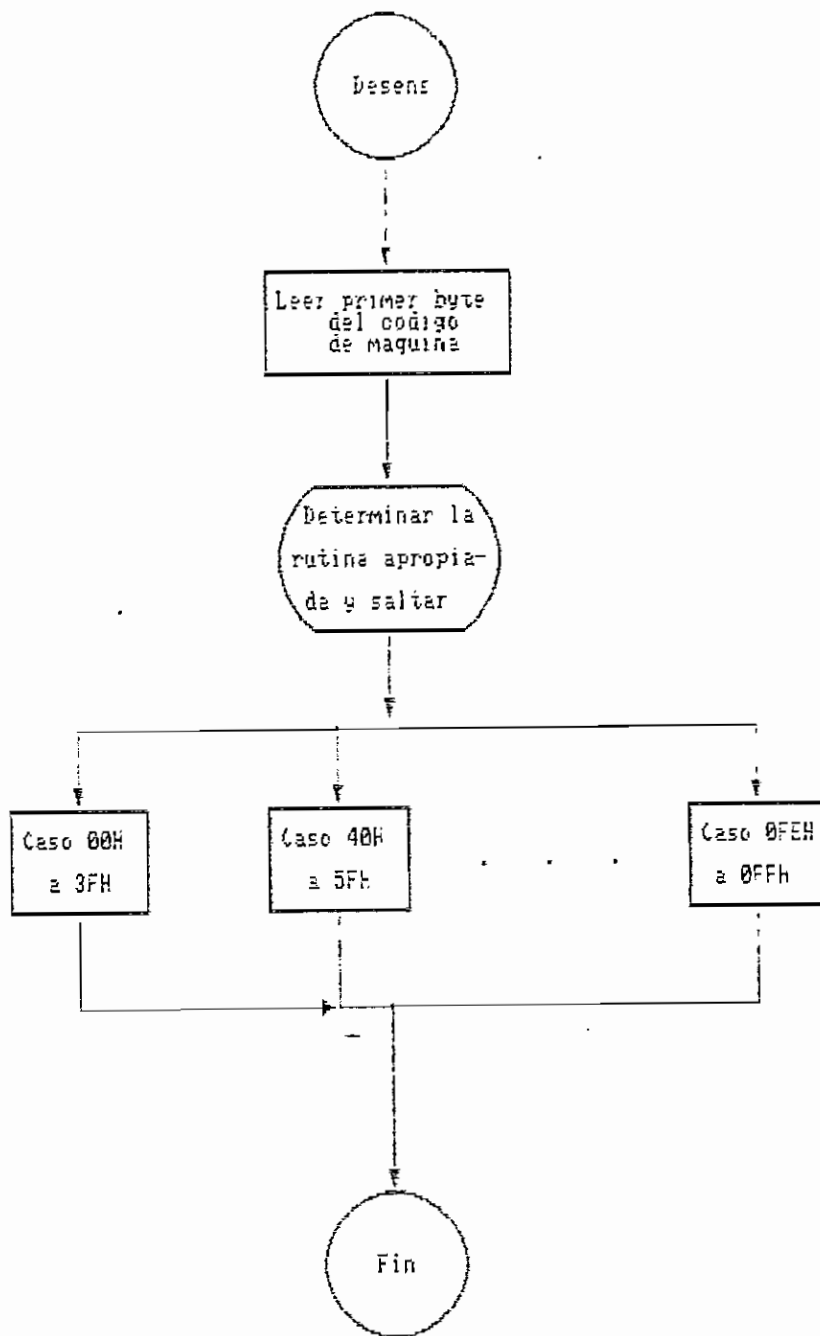 Desens
Leer primer byte
del codigo
de maquina
Determinar la
rutina apropia-
da y saltar
Caso 00H
a 3FH
Caso 40H
a 5Fh
Caso 0FEH
a 0FFh
Fin